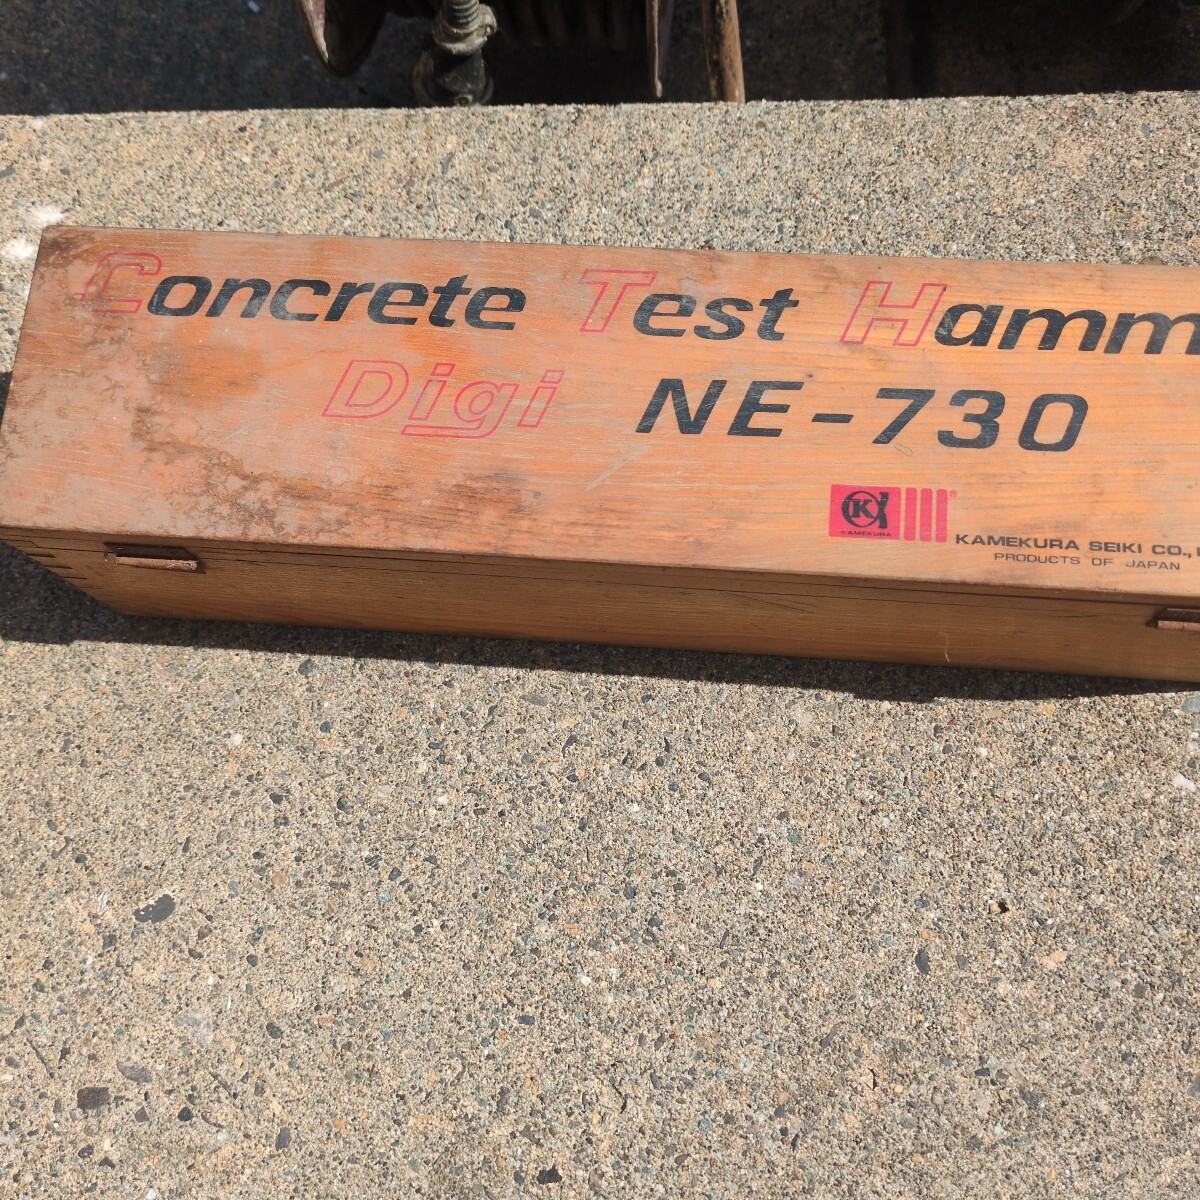 Concrete Test Hamm
Digi NE-730
K
KAMEKURA
®
KAMEKURA SEIKI CO.,
PRODUCTS OF JAPAN